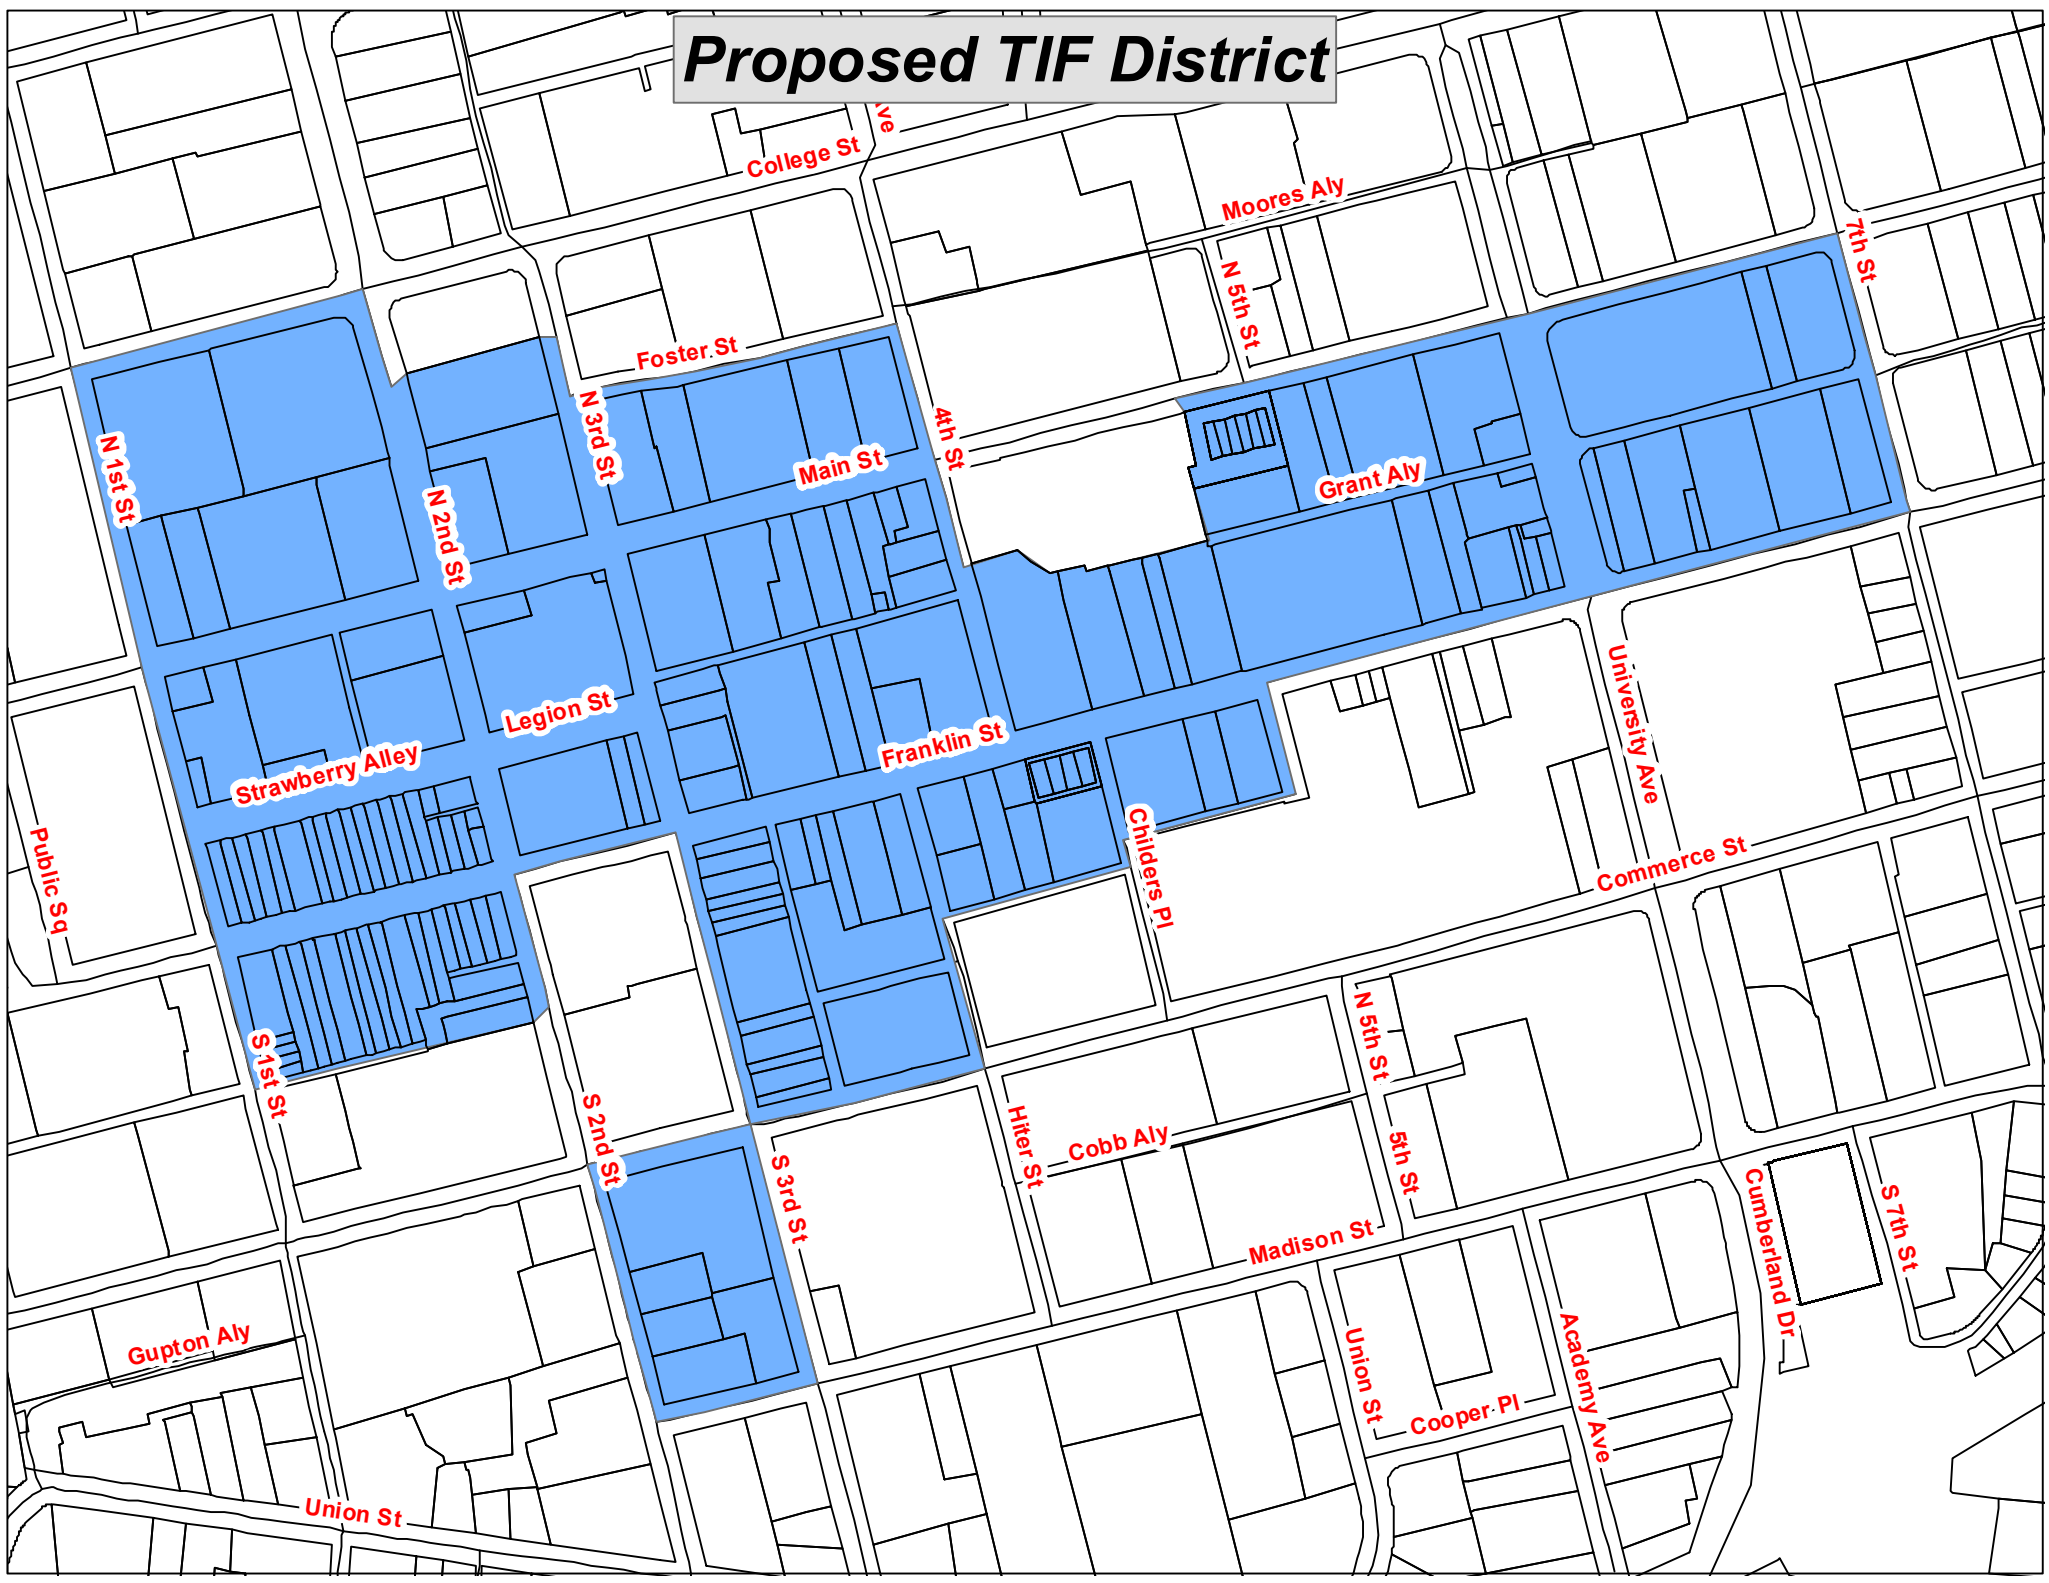 Proposed TIF District
Ave
College St
Moores Aly
7th St
N 5th St
Foster St
N 3rd St
4th St
N 1st St
Main St
Grant Aly
N 2nd St
Legion St
University Ave
Franklin St
Strawberry Alley
Public Sq
Childers Pl
Commerce St
S 1st St
N 5th St
S 2nd St
Hiter St
Cobb Aly
5th St
S 3rd St
Cumberland Dr
S 7th St
Madison St
Gupton Aly
Union St
Academy Ave
Cooper Pl
Union St